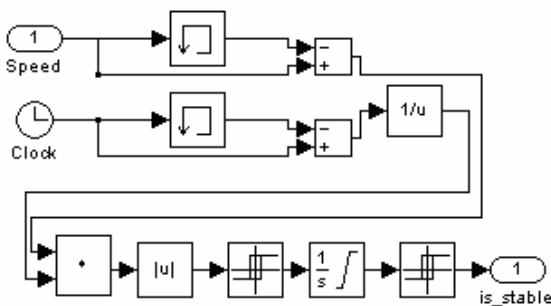 1
Speed
−
+
Clock
−
+
1/u
•
|u|
1
s
1
is_stable